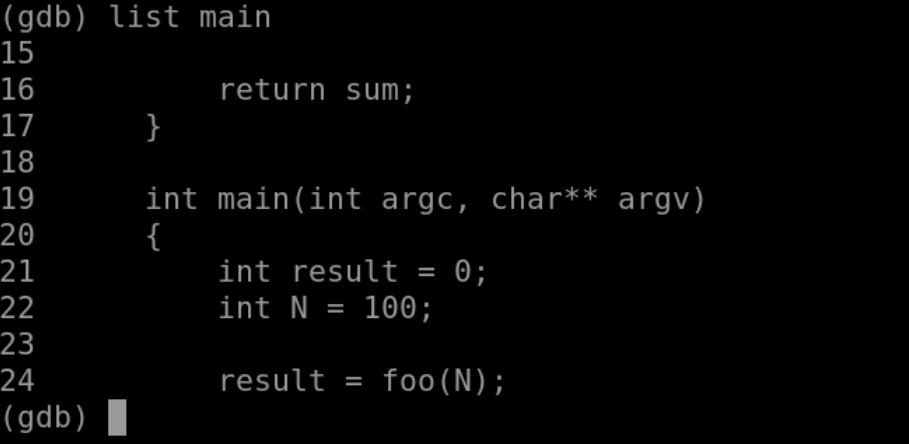 (gdb) list main
15
16          return sum;
17      }
18
19      int main(int argc, char** argv)
20      {
21          int result = 0;
22          int N = 100;
23
24          result = foo(N);
(gdb)